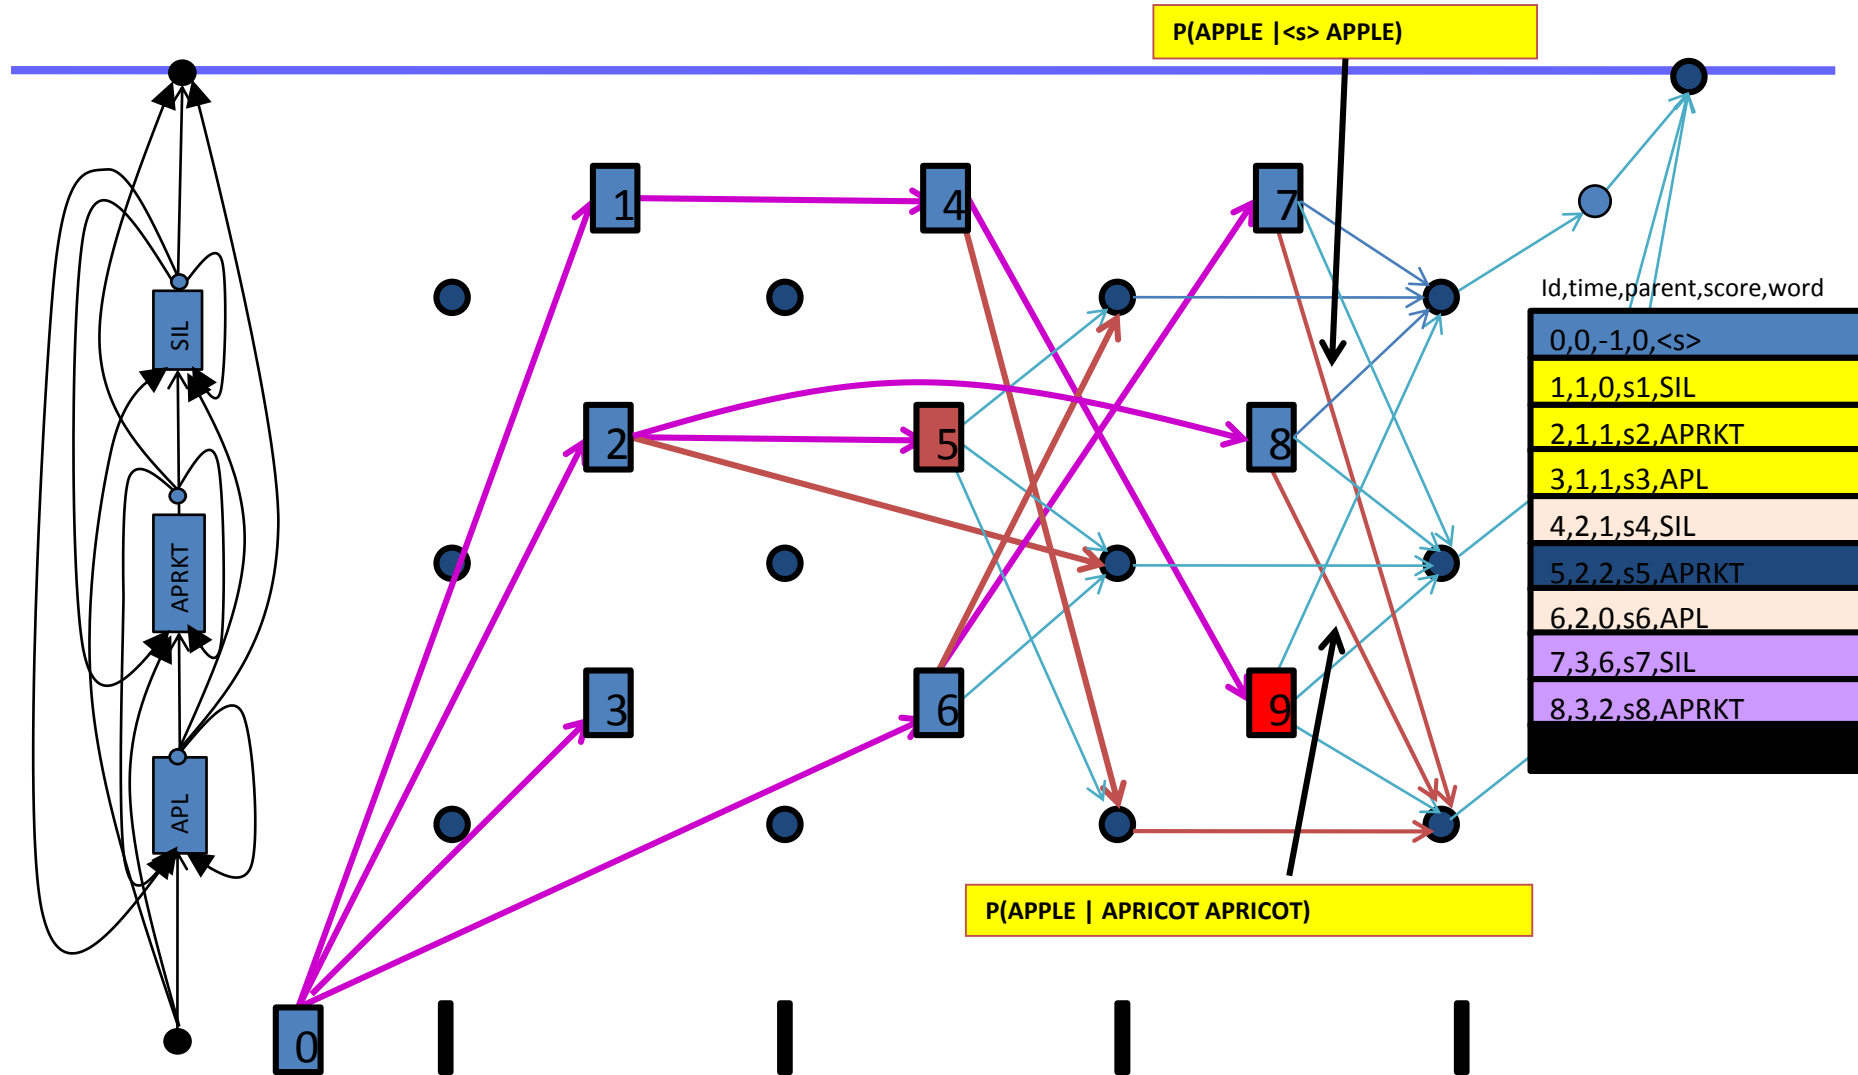 P(APPLE |<s> APPLE)
1
4
7
Id,time,parent,score,word
SIL
0,0,-1,0,<s>
1,1,0,s1,SIL
2
5
8
2,1,1,s2,APRKT
3,1,1,s3,APL
4,2,1,s4,SIL
APRKT
5,2,2,s5,APRKT
6,2,0,s6,APL
7,3,6,s7,SIL
3
6
9
8,3,2,s8,APRKT
APL
P(APPLE | APRICOT APRICOT)
0